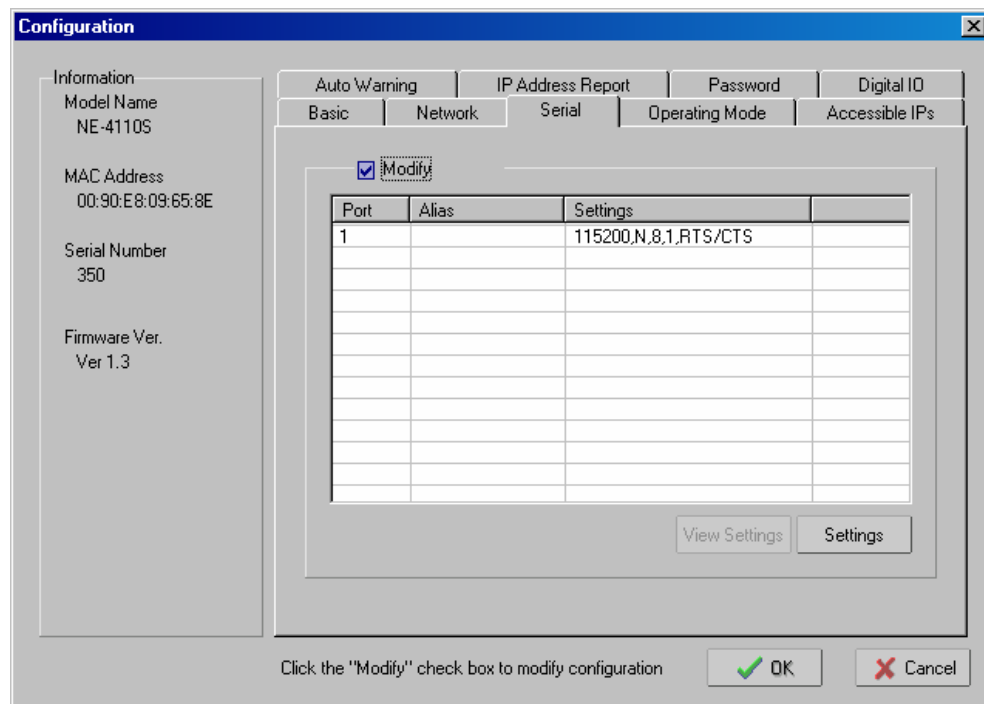 Configuration
Information
Model Name
NE-4110S
MAC Address
00:90:E8:09:65:8E
Serial Number
350
Firmware Ver.
Ver 1.3
Auto Warning IP Address Report Password Digital IO
Basic Network Serial Operating Mode Accessible IPs
Modify
Port Alias Settings
1 115200,N,8,1,RTS/CTS
View Settings Settings
Click the "Modify" check box to modify configuration OK Cancel